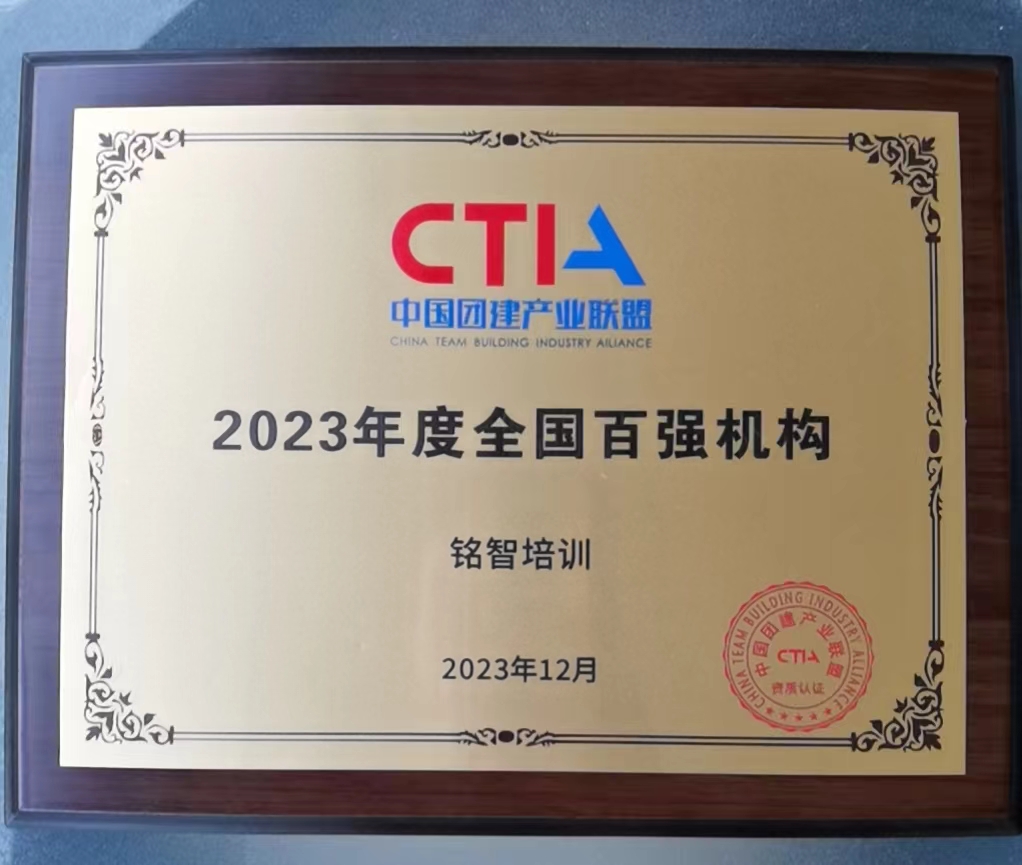 CTIA
中国团建产业联盟
CHINA TEAM BUILDING INDUSTRY AILIANCE
2023年度全国百强机构
铭智培训
2023年12月
CHINA TEAM BUILDING INDUSTRY ALLIANCE
中国团建产业联盟
CTIA
资质认证